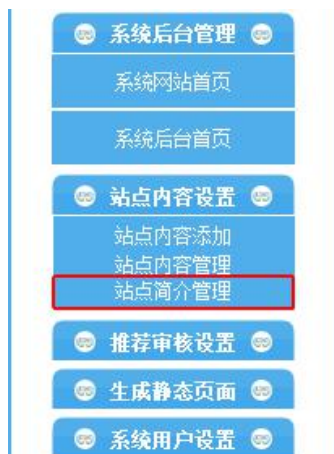 系统后台管理
系统网站首页
系统后台首页
站点内容设置
站点内容添加
站点内容管理
站点简介管理
推荐审核设置
生成静态页面
系统用户设置